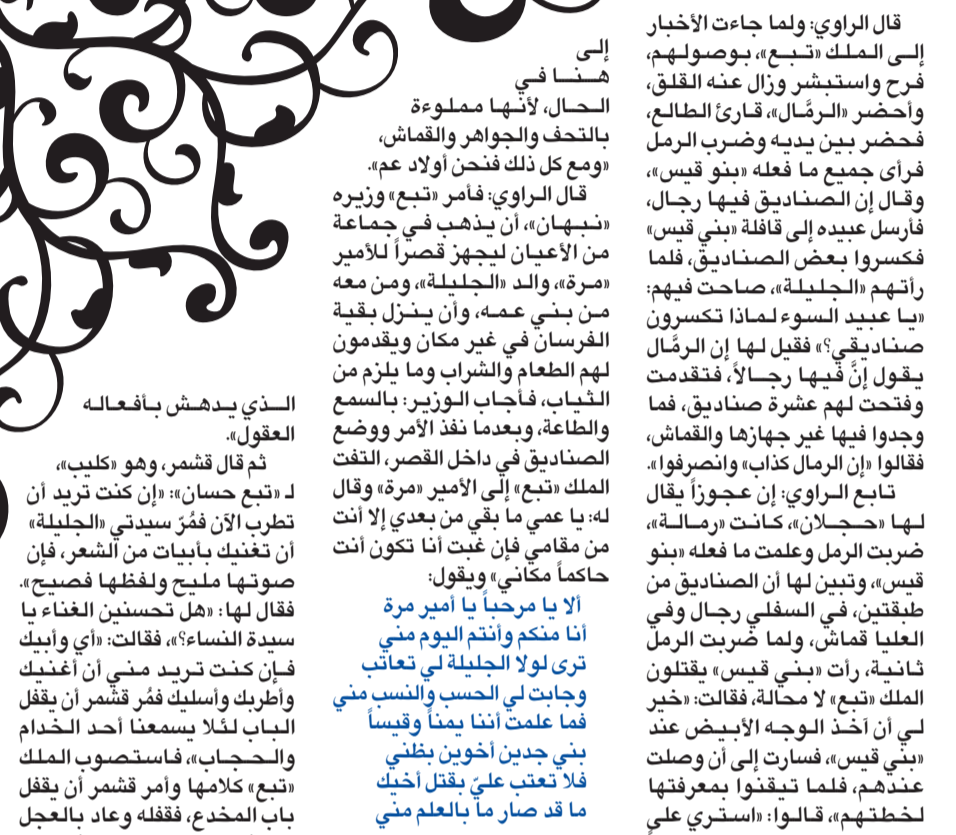 قال الراوي: ولما جاءت الأخبار
إلى الملك «تبع»، بوصولهم،
فرح واستبشر وزال عنه القلق،
وأحضر «الرمَّال»، قارئ الطالع،
فحضر بين يديه وضرب الرمل
فرأى جميع ما فعله «بنو قيس»،
وقال إن الصناديق فيها رجال،
فأرسل عبيده إلى قافلة «بني قيس»
فكسروا بعض الصناديق، فلما
رأتهم «الجليلة»، صاحت فيهم:
«يا عبيد السوء لماذا تكسرون
صناديقي؟» فقيل لها إن الرمَّال
يقول إنَّ فيها رجالاً، فتقدمت
وفتحت لهم عشرة صناديق، فما
وجدوا فيها غير جهازها والقماش،
فقالوا «إن الرمال كذاب» وانصرفوا».
تابع الراوي: إن عجوزاً يقال
لها «حجلان»، كانت «رمالة»،
ضربت الرمل وعلمت ما فعله «بنو
قيس»، وتبين لها أن الصناديق من
طبقتين، في السفلي رجال وفي
العليا قماش، ولما ضربت الرمل
ثانية، رأت «بني قيس» يقتلون
الملك «تبع» لا محالة، فقالت: «خير
لي أن آخذ الوجه الأبيض عند
«بني قيس»، فسارت إلى أن وصلت
عندهم، فلما تيقنوا بمعرفتها
لخطتهم»، قالوا: «استري علي
إلى
هنا في
الحال، لأنها مملوءة
بالتحف والجواهر والقماش،
«ومع كل ذلك فنحن أولاد عم».
قال الراوي: فأمر «تبع» وزيره
«نبهان»، أن يذهب في جماعة
من الأعيان ليجهز قصراً للأمير
«مرة»، والد «الجليلة»، ومن معه
من بني عمه، وأن ينزل بقية
الفرسان في غير مكان ويقدمون
لهم الطعام والشراب وما يلزم من
الثياب، فأجاب الوزير: بالسمع
والطاعة، وبعدما نفذ الأمر ووضع
الصناديق في داخل القصر، التفت
الملك «تبع» إلى الأمير «مرة» وقال
له: يا عمي ما بقي من بعدي إلا أنت
من مقامي فإن غبت أنا تكون أنت
حاكماً مكاني» ويقول:
ألا يا مرحباً يا أمير مرة
أنا منكم وأنتم اليوم مني
ترى لولا الجليلة لي تعاتب
وجابت لي الحسب والنسب مني
فما علمت أننا يمناً وقيساً
بني جدين أخوين بظني
فلا تعتب عليّ بقتل أخيك
ما قد صار ما بالعلم مني
الذي يدهش بأفعاله
العقول».
ثم قال قشمر، وهو «كليب»،
لـ «تبع حسان»: «إن كنت تريد أن
تطرب الآن فمُرّ سيدتي «الجليلة»
أن تغنيك بأبيات من الشعر، فإن
صوتها مليح ولفظها فصيح».
فقال لها: «هل تحسنين الغناء يا
سيدة النساء؟»، فقالت: «أي وأبيك
فإن كنت تريد مني أن أغنيك
وأطربك وأسليك فمُر قشمر أن يقفل
الباب لئلا يسمعنا أحد الخدام
والحجاب»، فاستصوب الملك
«تبع» كلامها وأمر قشمر أن يقفل
باب المخدع، فقفله وعاد بالعجل